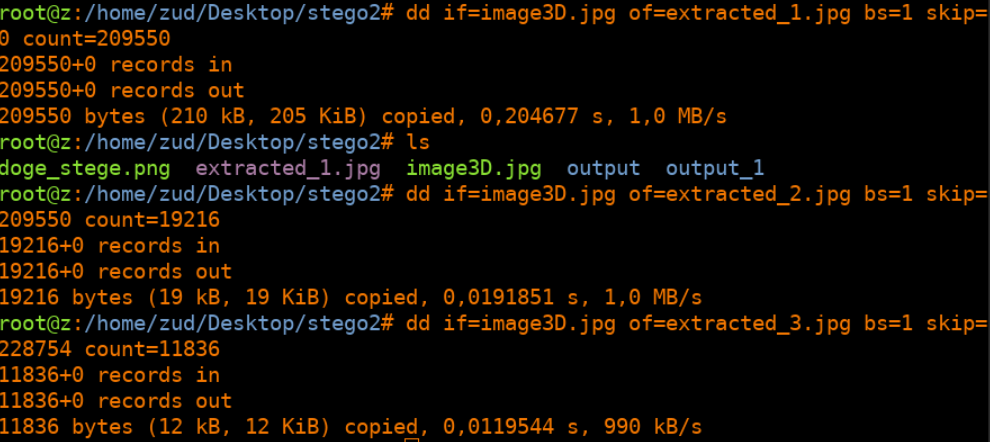 root@z:/home/zud/Desktop/stego2# dd if=image3D.jpg of=extracted_1.jpg bs=1 skip=
0 count=209550
209550+0 records in
209550+0 records out
209550 bytes (210 kB, 205 KiB) copied, 0,204677 s, 1,0 MB/s
root@z:/home/zud/Desktop/stego2# ls
doge_stege.png  extracted_1.jpg  image3D.jpg  output  output_1
root@z:/home/zud/Desktop/stego2# dd if=image3D.jpg of=extracted_2.jpg bs=1 skip=
209550 count=19216
19216+0 records in
19216+0 records out
19216 bytes (19 kB, 19 KiB) copied, 0,0191851 s, 1,0 MB/s
root@z:/home/zud/Desktop/stego2# dd if=image3D.jpg of=extracted_3.jpg bs=1 skip=
228754 count=11836
11836+0 records in
11836+0 records out
11836 bytes (12 kB, 12 KiB) copied, 0,0119544 s, 990 kB/s